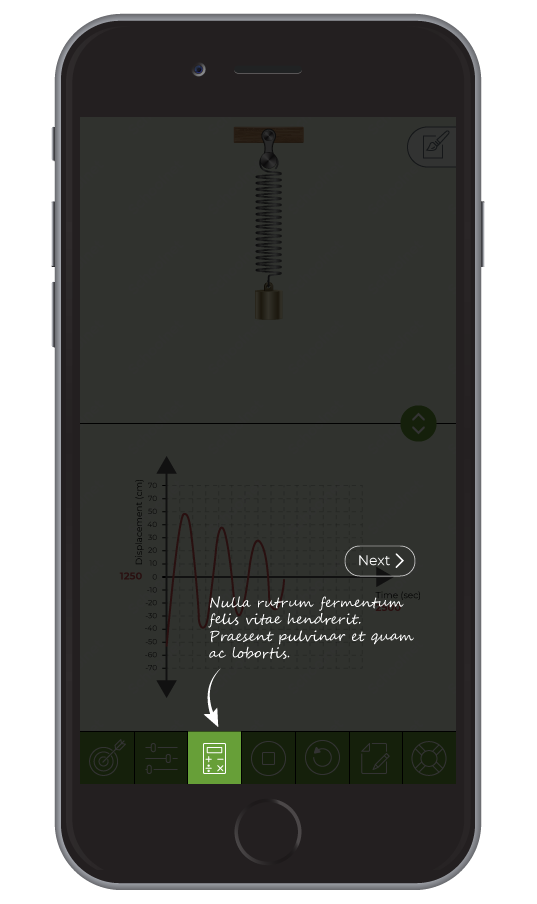 Displacement (cm)
70
70
50
40
30
20
10
1250
0
-10
-20
-30
-40
-50
-60
-70
Next
Time (sec)
Nulla rutrum fermentum
felis vitae hendrerit.
Praesent pulvinar et quam
ac lobortis.